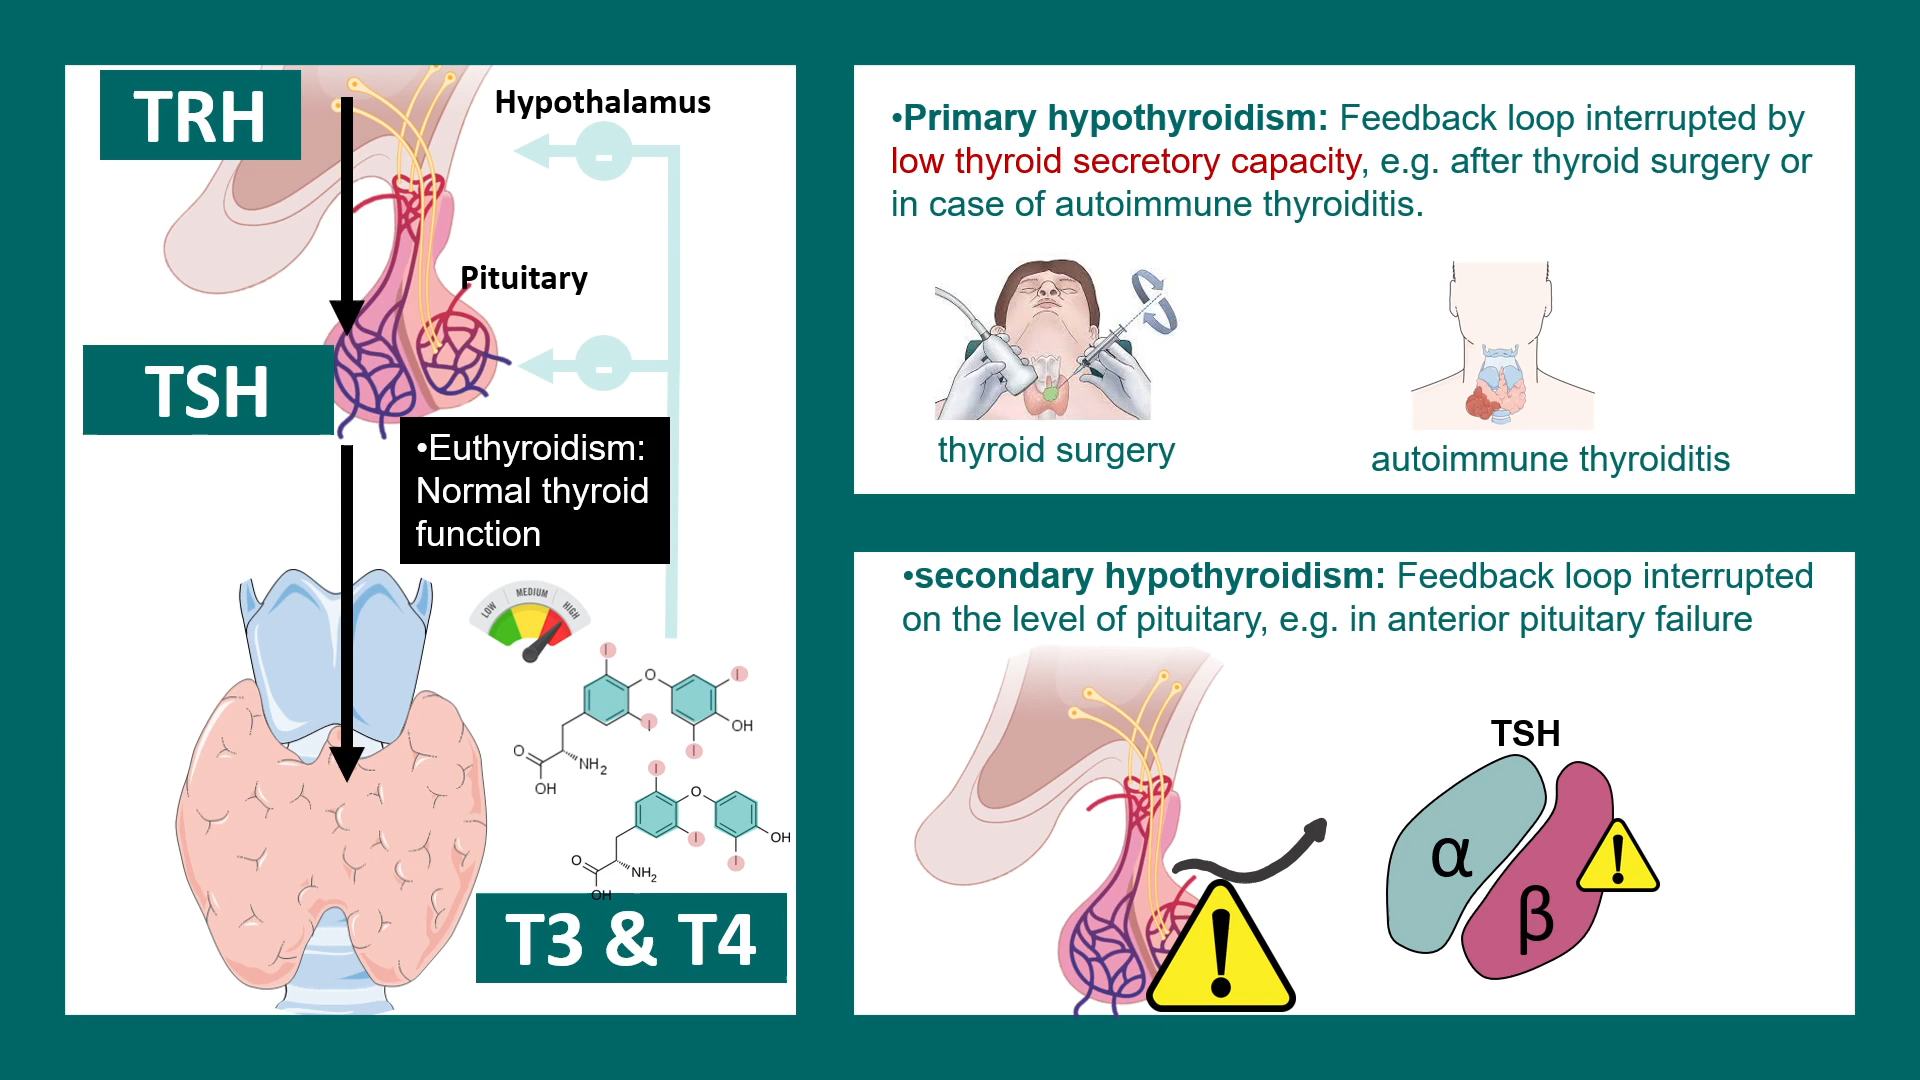 TRH
Hypothalamus
-
Pituitary
-
TSH
•Euthyroidism:
Normal thyroid
function
LOW
MEDIUM
HIGH
I
O
I
I
I
OH
O
NH2
OH
I
O
I
I
OH
O
NH2
OH
T3 & T4
•Primary hypothyroidism: Feedback loop interrupted by
low thyroid secretory capacity, e.g. after thyroid surgery or
in case of autoimmune thyroiditis.
thyroid surgery
autoimmune thyroiditis
•secondary hypothyroidism: Feedback loop interrupted
on the level of pituitary, e.g. in anterior pituitary failure
TSH
α
β
!
!